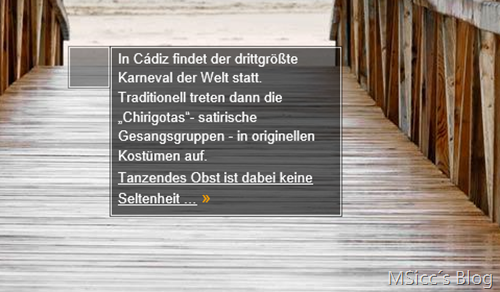 In Cádiz findet der drittgrößte
Karneval der Welt statt.
Traditionell treten dann die
„Chirigotas“- satirische
Gesangsgruppen - in originellen
Kostümen auf.
Tanzendes Obst ist dabei keine
Seltenheit ... »
MSicc´s Blog